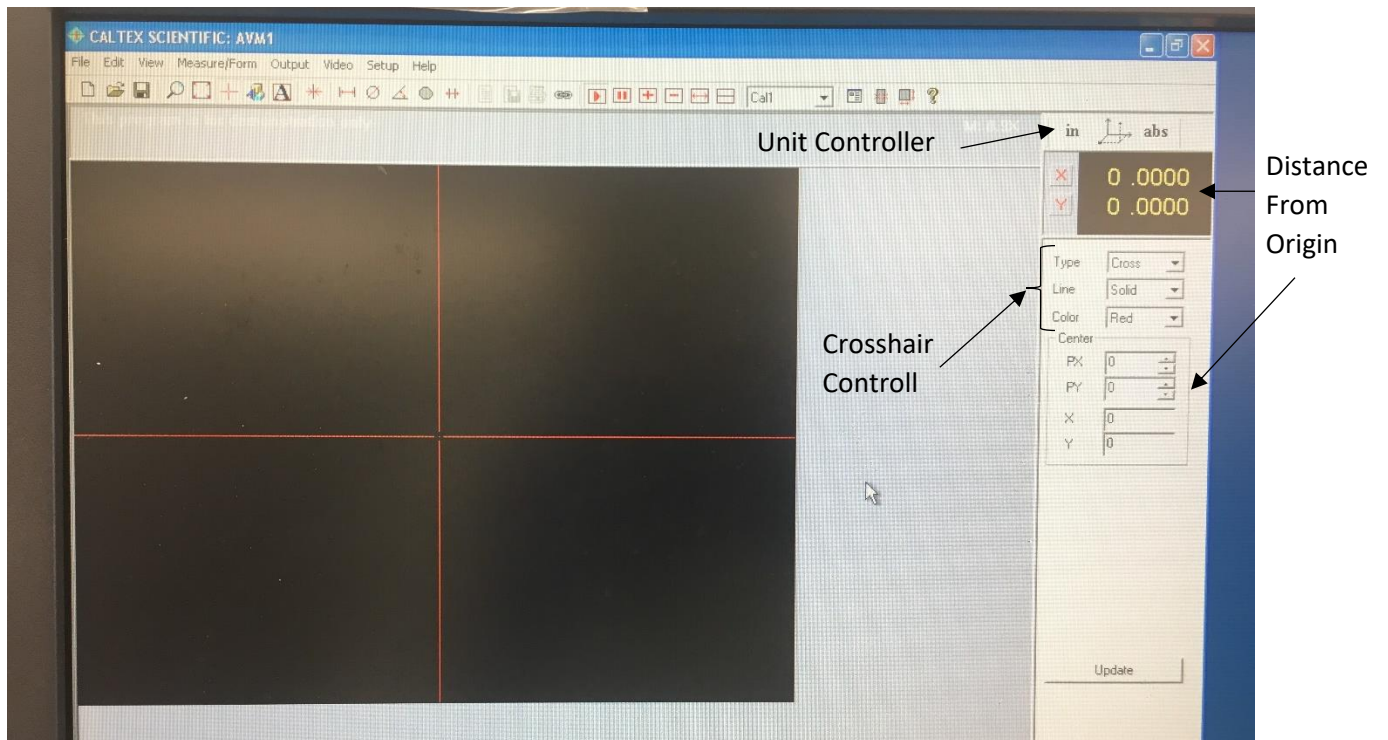 CALTEX SCIENTIFIC: AVM1
File Edit View Measure/Form Output Video Setup Help
A Cal1 ?
Unit Controller
in abs
X 0 .0000
Y 0 .0000
Distance
From
Origin
Type Cross
Line Solid
Color Red
Crosshair
Controll
Center
PX 0
PY 0
X 0
Y 0
Update